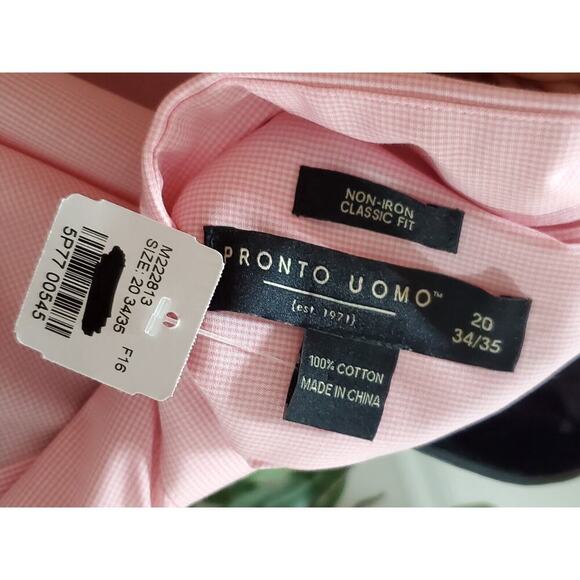 NON-IRON
CLASSIC FIT
PRONTO UOMO™
(est 1971)
20
34/35
100% COTTON
MADE IN CHINA
M222813
SIZE: 20 34/35 F16
5P77 00545